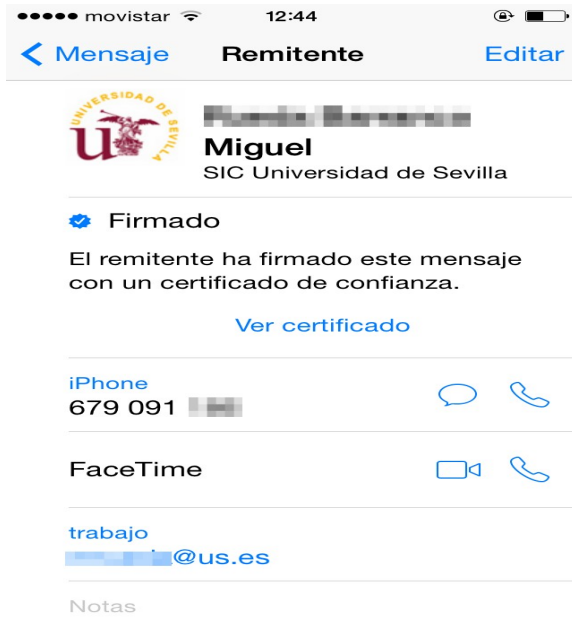 movistar 12:44
Mensaje Remitente Editar
UNIVERSIDAD DE SEVILLA
Miguel
SIC Universidad de Sevilla
Firmado
El remitente ha firmado este mensaje
con un certificado de confianza.
Ver certificado
iPhone
679 091
FaceTime
trabajo
@us.es
Notas